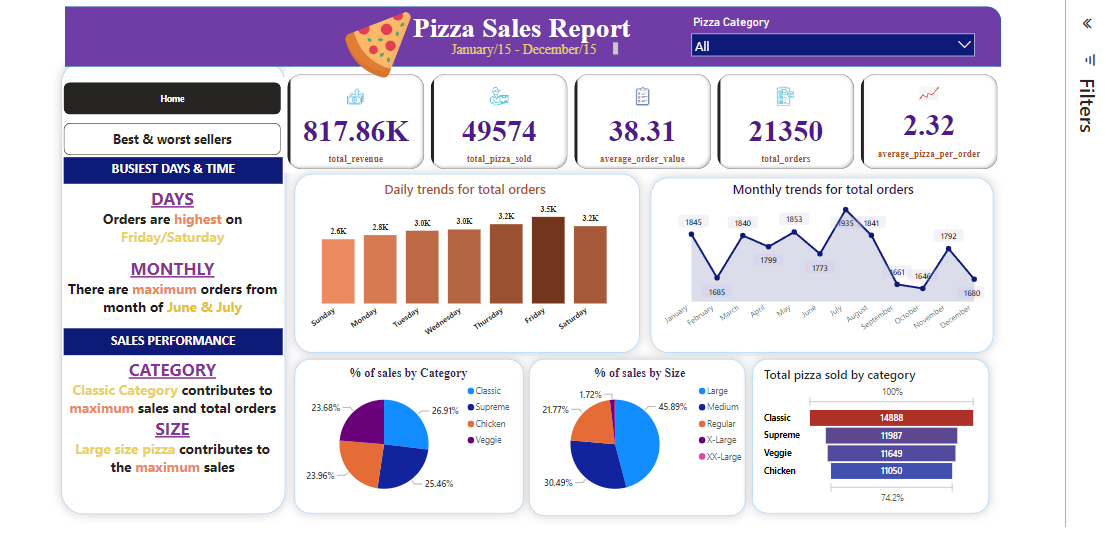 Pizza Sales Report
January/15 - December/15
Pizza Category
All
Filters
Home
Best & worst sellers
BUSIEST DAYS & TIME
DAYS
Orders are highest on
Friday/Saturday
MONTHLY
There are maximum orders from
month of June & July
SALES PERFORMANCE
CATEGORY
Classic Category contributes to
maximum sales and total orders
SIZE
Large size pizza contributes to
the maximum sales
817.86K
total_revenue
49574
total_pizza_sold
38.31
average_order_value
21350
total_orders
2.32
average_pizza_per_order
Daily trends for total orders
2.6K
2.8K
3.0K
3.0K
3.2K
3.5K
3.2K
Sunday
Monday
Tuesday
Wednesday
Thursday
Friday
Saturday
Monthly trends for total orders
1845
1685
1840
1799
1853
1773
1935
1841
1661
1646
1792
1680
January
February
March
April
May
June
July
August
September
October
November
December
% of sales by Category
23.68%
26.91%
23.96%
25.46%
Classic
Supreme
Chicken
Veggie
% of sales by Size
1.72%
21.77%
45.89%
30.49%
Large
Medium
Regular
X-Large
XX-Large
Total pizza sold by category
100%
Classic 14888
Supreme 11987
Veggie 11649
Chicken 11050
74.2%